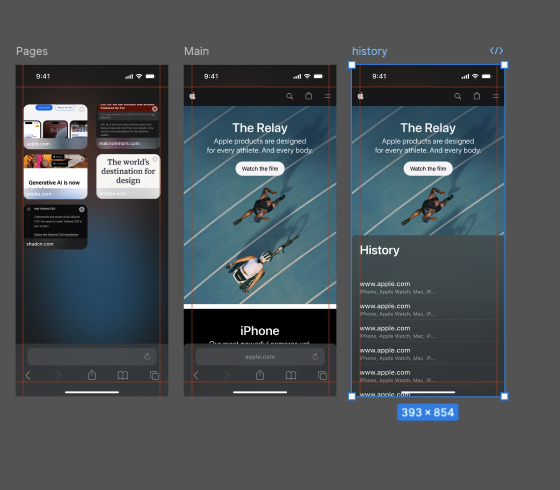 Pages
9:41
apple.com
macrumors.com
Generative AI is now
The world's
destination for
design
shadcn.com
apple.com
Main
9:41
The Relay
Apple products are designed
for every athlete. And every body.
Watch the film
iPhone
apple.com
history
</>
9:41
The Relay
Apple products are designed
for every athlete. And every body.
Watch the film
History
www.apple.com
iPhone, Apple Watch, Mac, iP...
www.apple.com
iPhone, Apple Watch, Mac, iP...
www.apple.com
iPhone, Apple Watch, Mac, iP...
www.apple.com
iPhone, Apple Watch, Mac, iP...
www.apple.com
iPhone, Apple Watch, Mac, iP...
www.apple.com
393 × 854